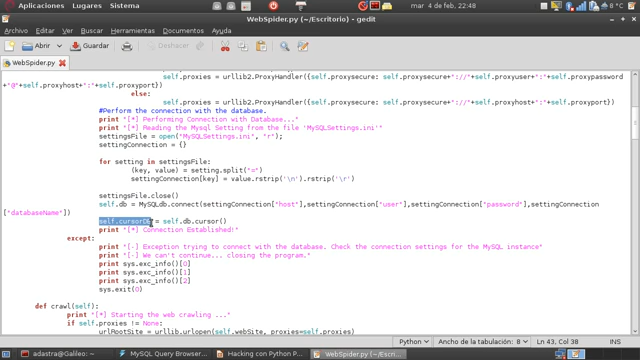 Aplicaciones Lugares Sistema
mar 4 de feb, 22:48
8 °C
WebSpider.py (~/Escritorio) - gedit
Archivo Editar Ver Buscar Herramientas Documentos Ayuda
Abrir Guardar Deshacer
WebSpider.py
self.proxies = urllib2.ProxyHandler({self.proxysecure: self.proxysecure+"://"+self.proxyuser+":"+self.proxypassword
+"@"+self.proxyhost+":"+self.proxyport})
else:
self.proxies = urllib2.ProxyHandler({self.proxysecure: self.proxysecure+"://"+self.proxyhost+":"+self.proxyport})
#Perform the connection with the database.
print "[*] Performing Connection with Database..."
print "[*] Reading the Mysql Setting from the file 'MySQLSettings.ini'"
settingsFile = open("MySQLSettings.ini", "r");
settingConnection = {}
for setting in settingsFile:
(key, value) = setting.split("=")
settingConnection[key] = value.rstrip('\n').rstrip('\r')
settingsFile.close()
self.db = MySQLdb.connect(settingConnection["host"],settingConnection["user"],settingConnection["password"],settingConnection
["databaseName"])
self.cursorDb = self.db.cursor()
print "[*] Connection Established!"
except:
print "[-] Exception trying to connect with the database. Check the connection settings for the MySQL instance"
print "[-] We can't continue... closing the program."
print sys.exc_info()[0]
print sys.exc_info()[1]
print sys.exc_info()[2]
sys.exit(0)
def crawl(self):
print "[*] Starting the web crawling ..."
if self.proxies != None:
urlRootSite = urllib.urlopen(self.webSite, proxies=self.proxies)
Python Ancho de la tabulación: 8 Ln 43, Col 38 INS
adastra@Galileo: ~ MySQL Query Browser... Hacking con Python P... WebSpider.py (~/Escri...